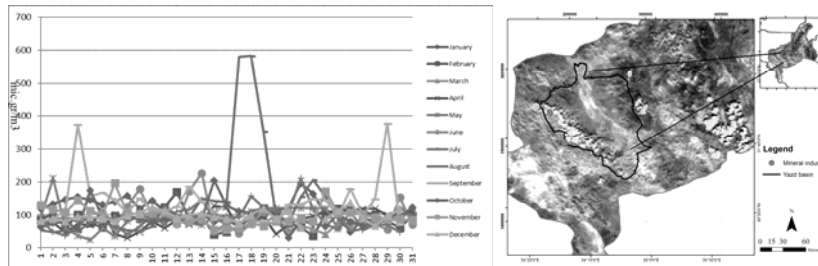 700
600
500
400
300
200
100
0
mic.gr/m3
1 2 3 4 5 6 7 8 9 10 11 12 13 14 15 16 17 18 19 20 21 22 23 24 25 26 27 28 29 30 31
January
February
March
April
May
June
July
August
September
October
November
December
Legend
Mineral indu
Yazd basin
N
0 15 30 60